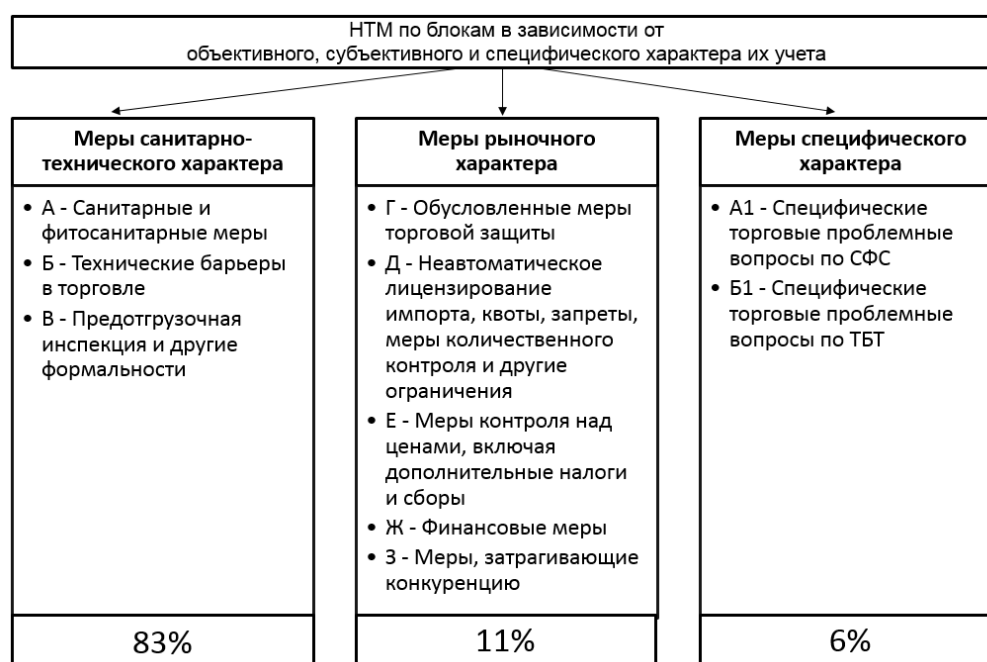 НТМ по блокам в зависимости от
объективного, субъективного и специфического характера их учета
Меры санитарно-
технического характера
• А - Санитарные и
фитосанитарные меры
• Б - Технические барьеры
в торговле
• В - Предотгрузочная
инспекция и другие
формальности
83%
Меры рыночного
характера
• Г - Обусловленные меры
торговой защиты
• Д - Неавтоматическое
лицензирование
импорта, квоты, запреты,
меры количественного
контроля и другие
ограничения
• Е - Меры контроля над
ценами, включая
дополнительные налоги
и сборы
• Ж - Финансовые меры
• З - Меры, затрагивающие
конкуренцию
11%
Меры специфического
характера
• А1 - Специфические
торговые проблемные
вопросы по СФС
• Б1 - Специфические
торговые проблемные
вопросы по ТБТ
6%